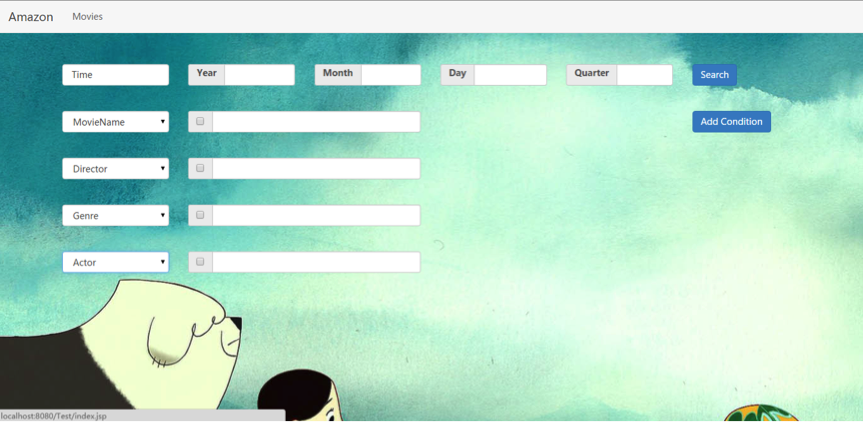 Amazon Movies
Time Year Month Day Quarter Search
MovieName Add Condition
Director
Genre
Actor
localhost:8080/Test/index.jsp